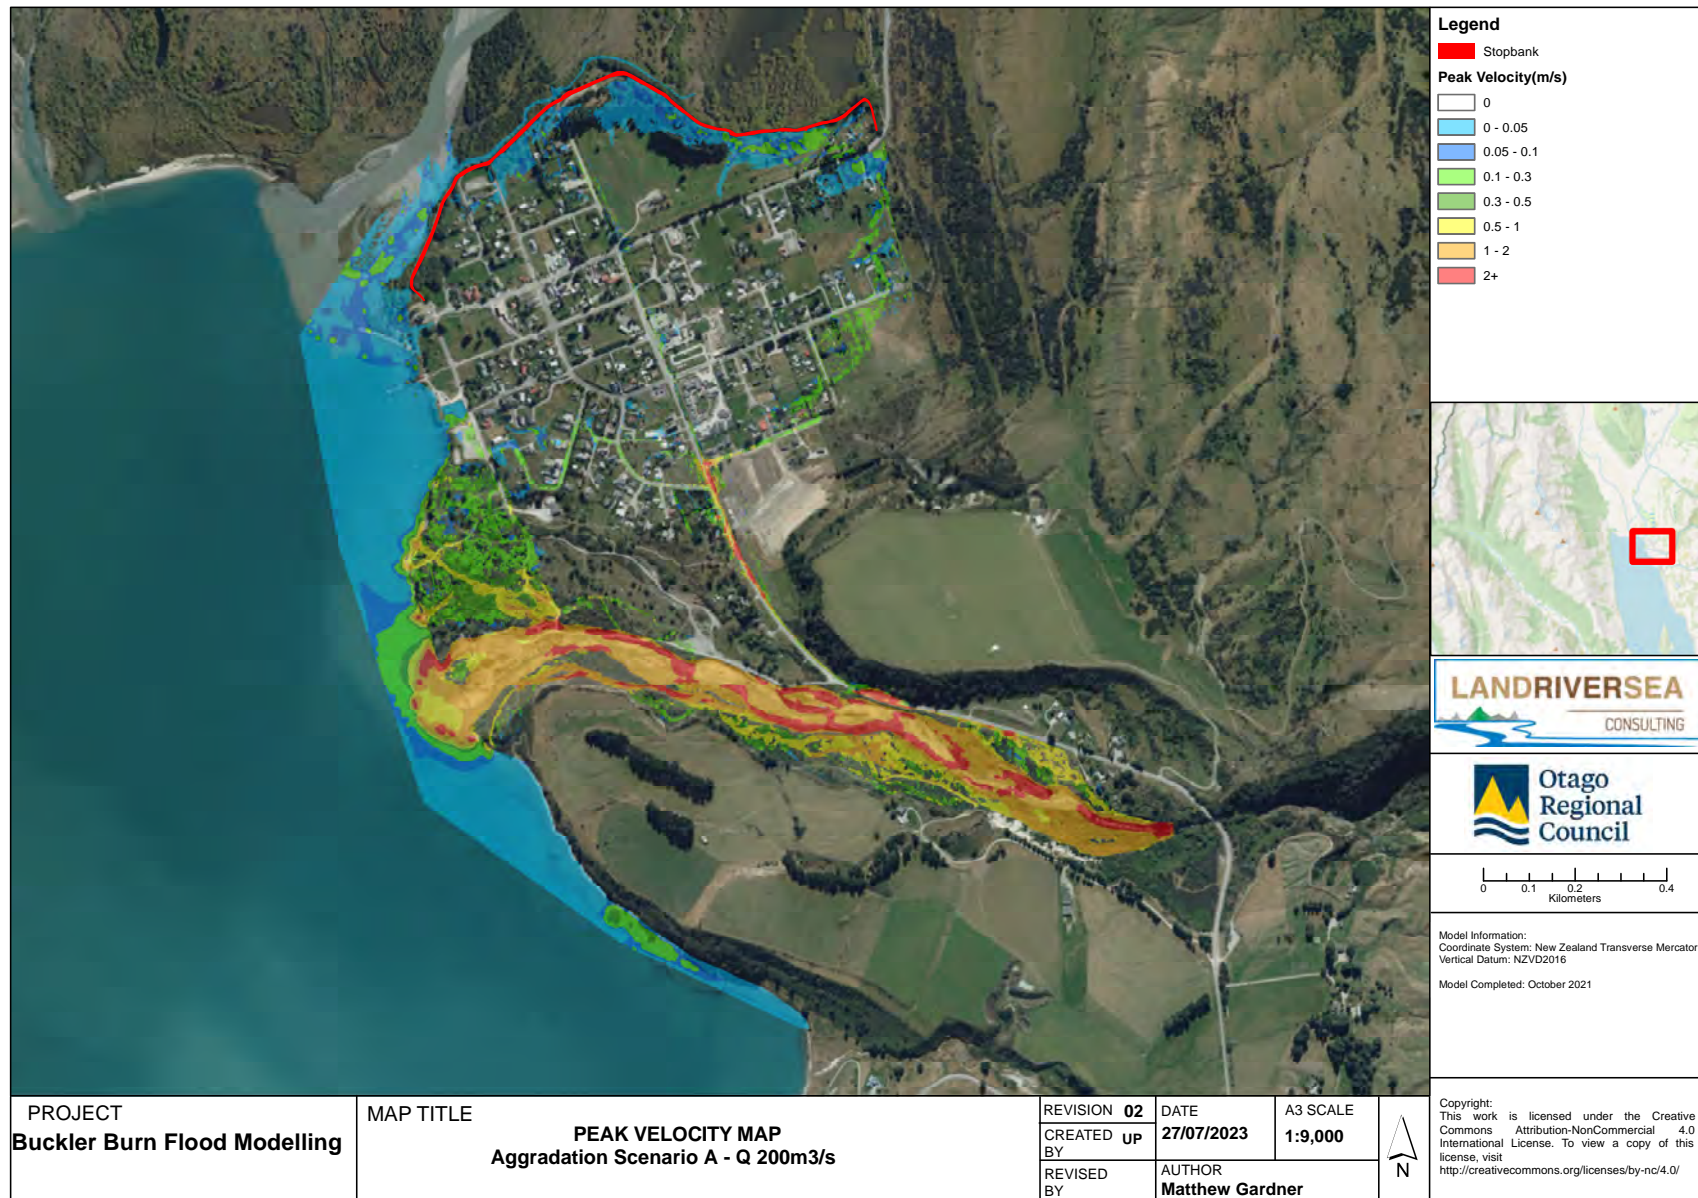 Legend
Stopbank
Peak Velocity(m/s)
0
0 - 0.05
0.05 - 0.1
0.1 - 0.3
0.3 - 0.5
0.5 - 1
1 - 2
2+
LANDRIVERSEA
CONSULTING
Otago
Regional
Council
0 0.1 0.2 0.4
Kilometers
Model Information:
Coordinate System: New Zealand Transverse Mercator
Vertical Datum: NZVD2016
Model Completed: October 2021
Copyright:
This work is licensed under the Creative
Commons Attribution-NonCommercial 4.0
International License. To view a copy of this
license, visit
http://creativecommons.org/licenses/by-nc/4.0/
PROJECT
Buckler Burn Flood Modelling
MAP TITLE
PEAK VELOCITY MAP
Aggradation Scenario A - Q 200m3/s
REVISION 02
CREATED BY UP
REVISED BY
DATE
27/07/2023
A3 SCALE
1:9,000
AUTHOR
Matthew Gardner
N